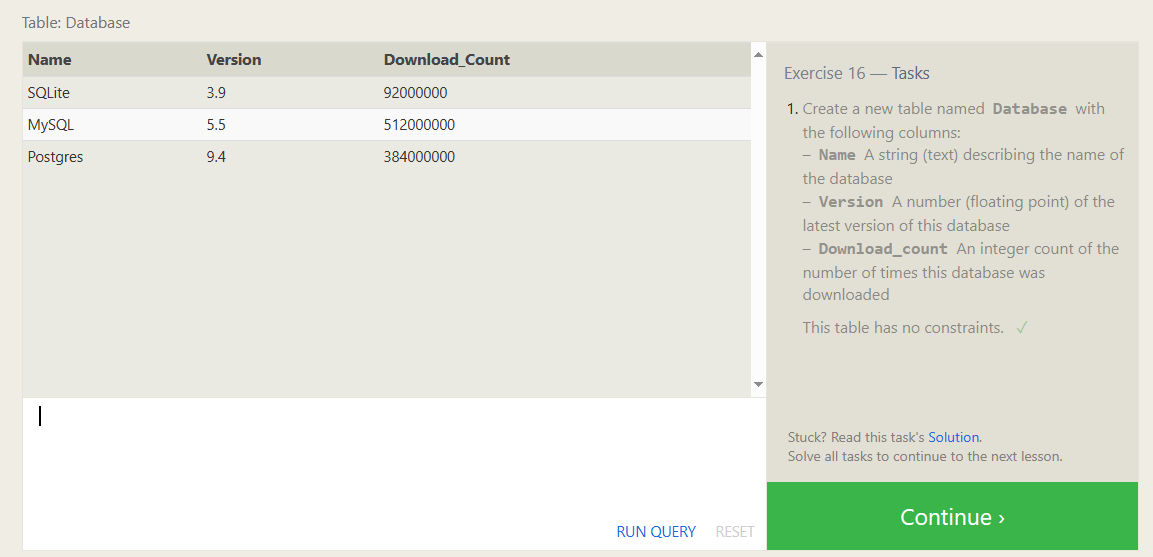 Table: Database
Name Version Download_Count
SQLite 3.9 92000000
MySQL 5.5 512000000
Postgres 9.4 384000000
RUN QUERY RESET
Exercise 16 — Tasks
1. Create a new table named Database with
the following columns:
– Name A string (text) describing the name of
the database
– Version A number (floating point) of the
latest version of this database
– Download_count An integer count of the
number of times this database was
downloaded
This table has no constraints. ✓
Stuck? Read this task's Solution.
Solve all tasks to continue to the next lesson.
Continue ›